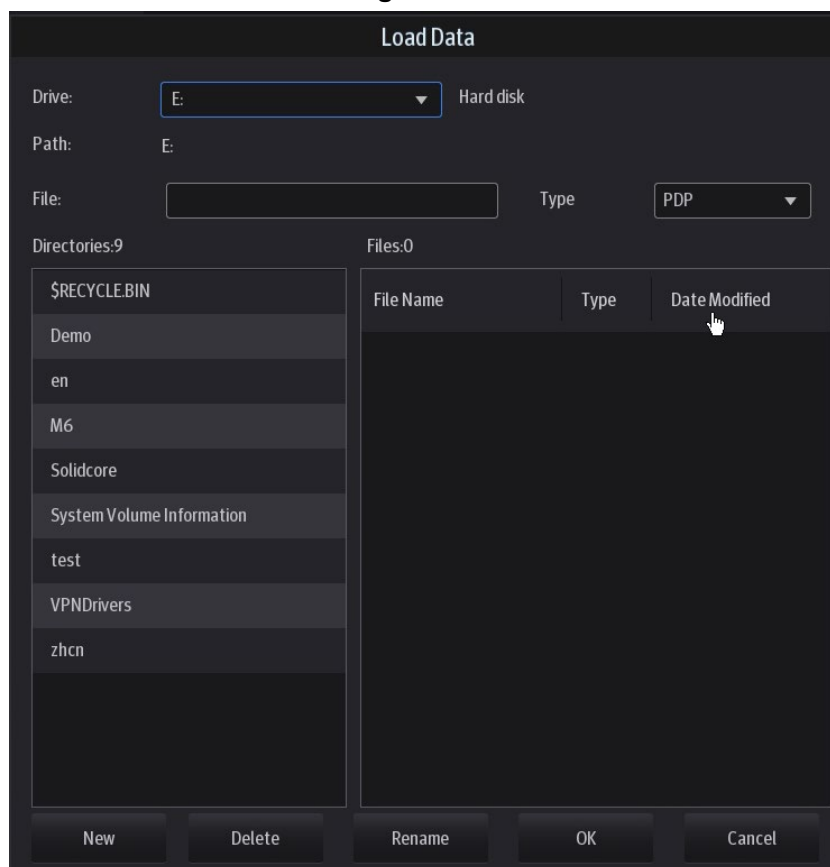 Load Data
Drive: E: Hard disk
Path: E:
File: Type PDP
Directories:9 Files:0
$RECYCLE.BIN
File Name Type Date Modified
Demo
en
M6
Solidcore
System Volume Information
test
VPNDrivers
zhcn
New Delete Rename OK Cancel